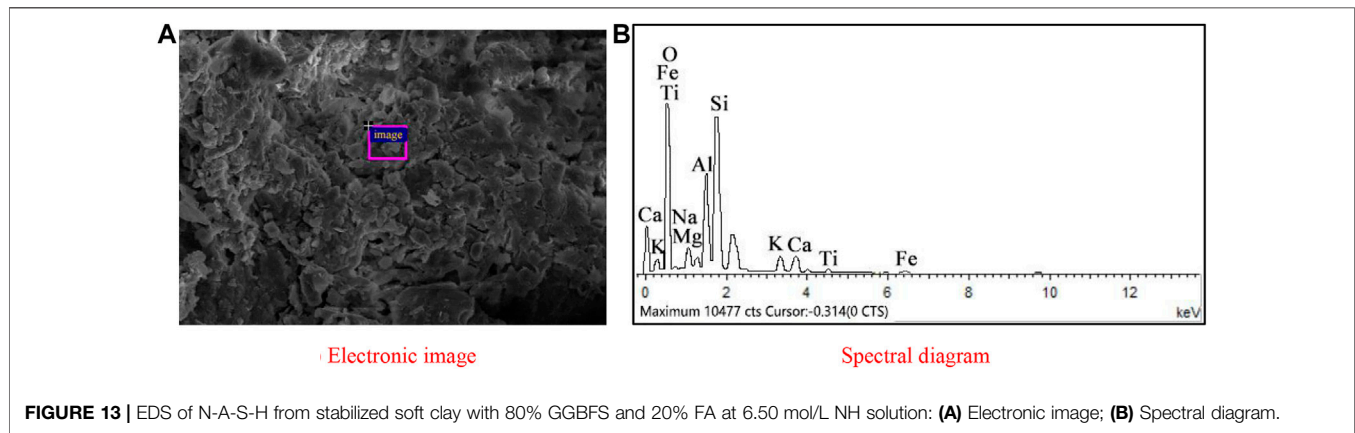 A
image
) Electronic image
B
O
Fe
Ti
Si
Al
Ca
Na
K
Mg
K Ca
Ti
Fe
0 2 4 6 8 10 12
Maximum 10477 cts Cursor:-0.314(0 CTS) keV
Spectral diagram
FIGURE 13 | EDS of N-A-S-H from stabilized soft clay with 80% GGBFS and 20% FA at 6.50 mol/L NH solution: (A) Electronic image; (B) Spectral diagram.